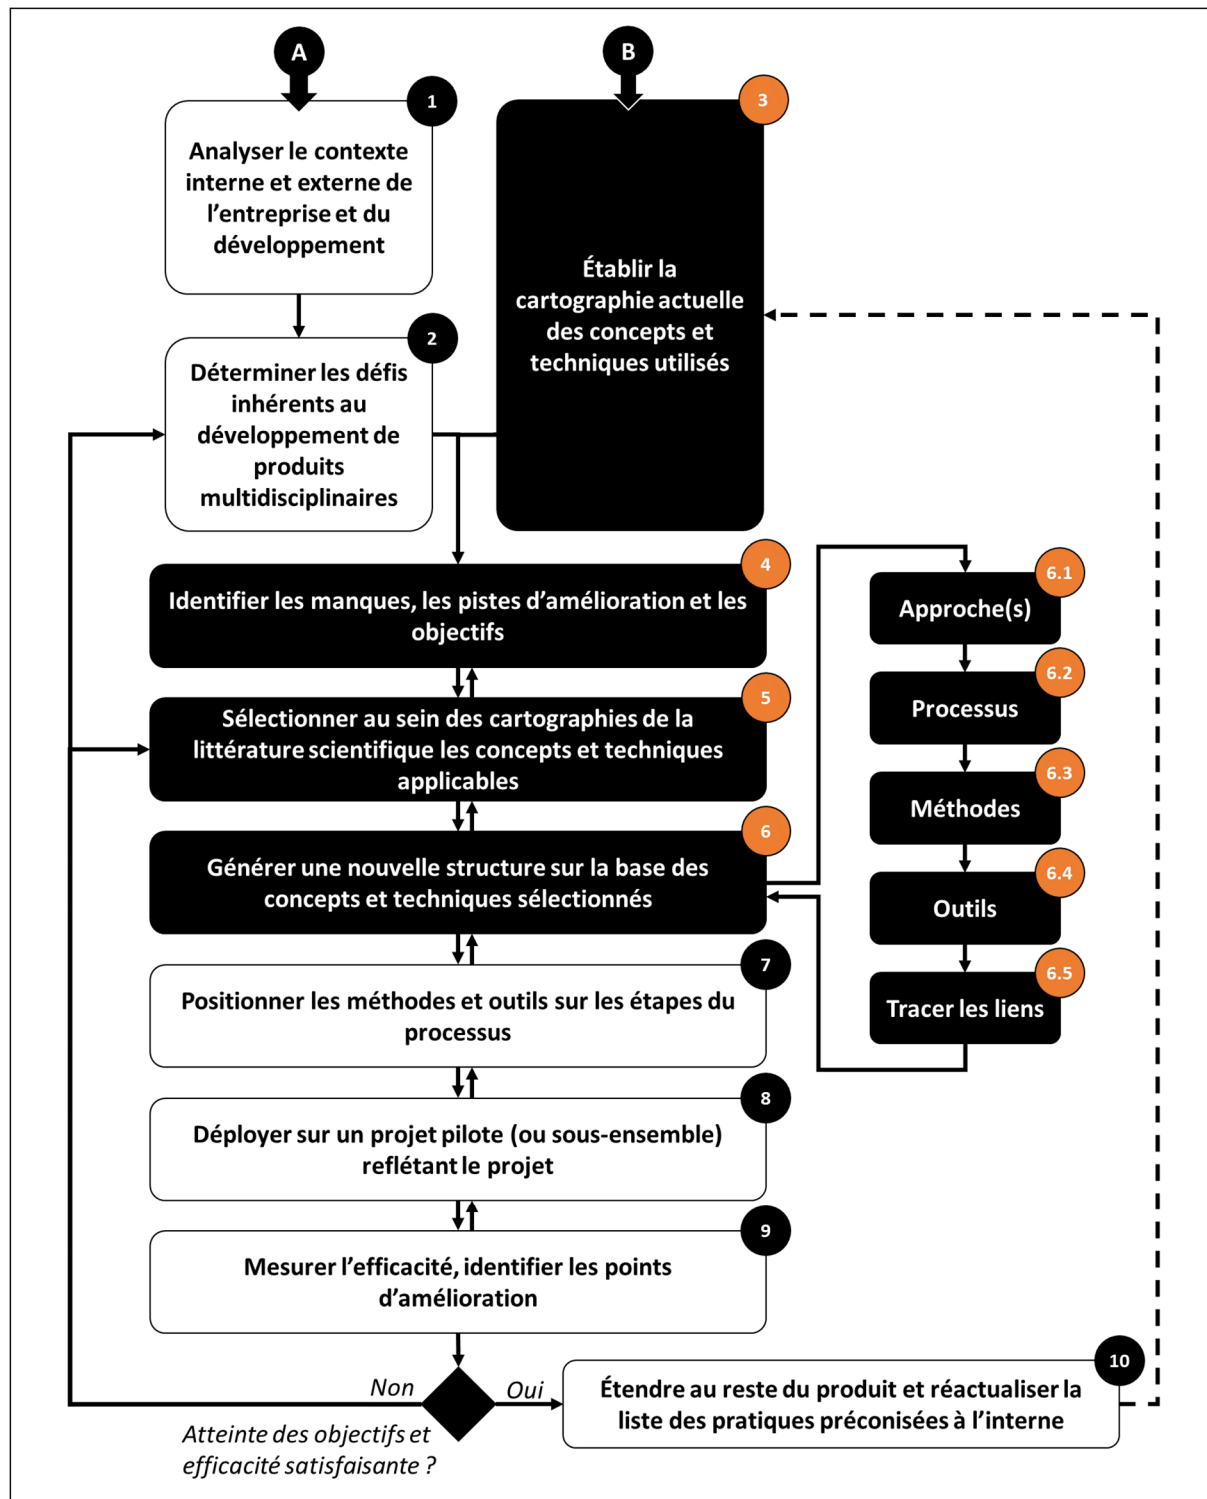 A
B
1
Analyser le contexte
interne et externe de
l'entreprise et du
développement
2
Déterminer les défis
inhérents au
développement de
produits
multidisciplinaires
3
Établir la
cartographie actuelle
des concepts et
techniques utilisés
4
Identifier les manques, les pistes d'amélioration et les
objectifs
5
Sélectionner au sein des cartographies de la
littérature scientifique les concepts et techniques
applicables
6
Générer une nouvelle structure sur la base des
concepts et techniques sélectionnés
6.1
Approche(s)
6.2
Processus
6.3
Méthodes
6.4
Outils
6.5
Tracer les liens
7
Positionner les méthodes et outils sur les étapes du
processus
8
Déployer sur un projet pilote (ou sous-ensemble)
reflétant le projet
9
Mesurer l'efficacité, identifier les points
d'amélioration
Non
Oui
Atteinte des objectifs et
efficacité satisfaisante ?
10
Étendre au reste du produit et réactualiser la
liste des pratiques préconisées à l'interne